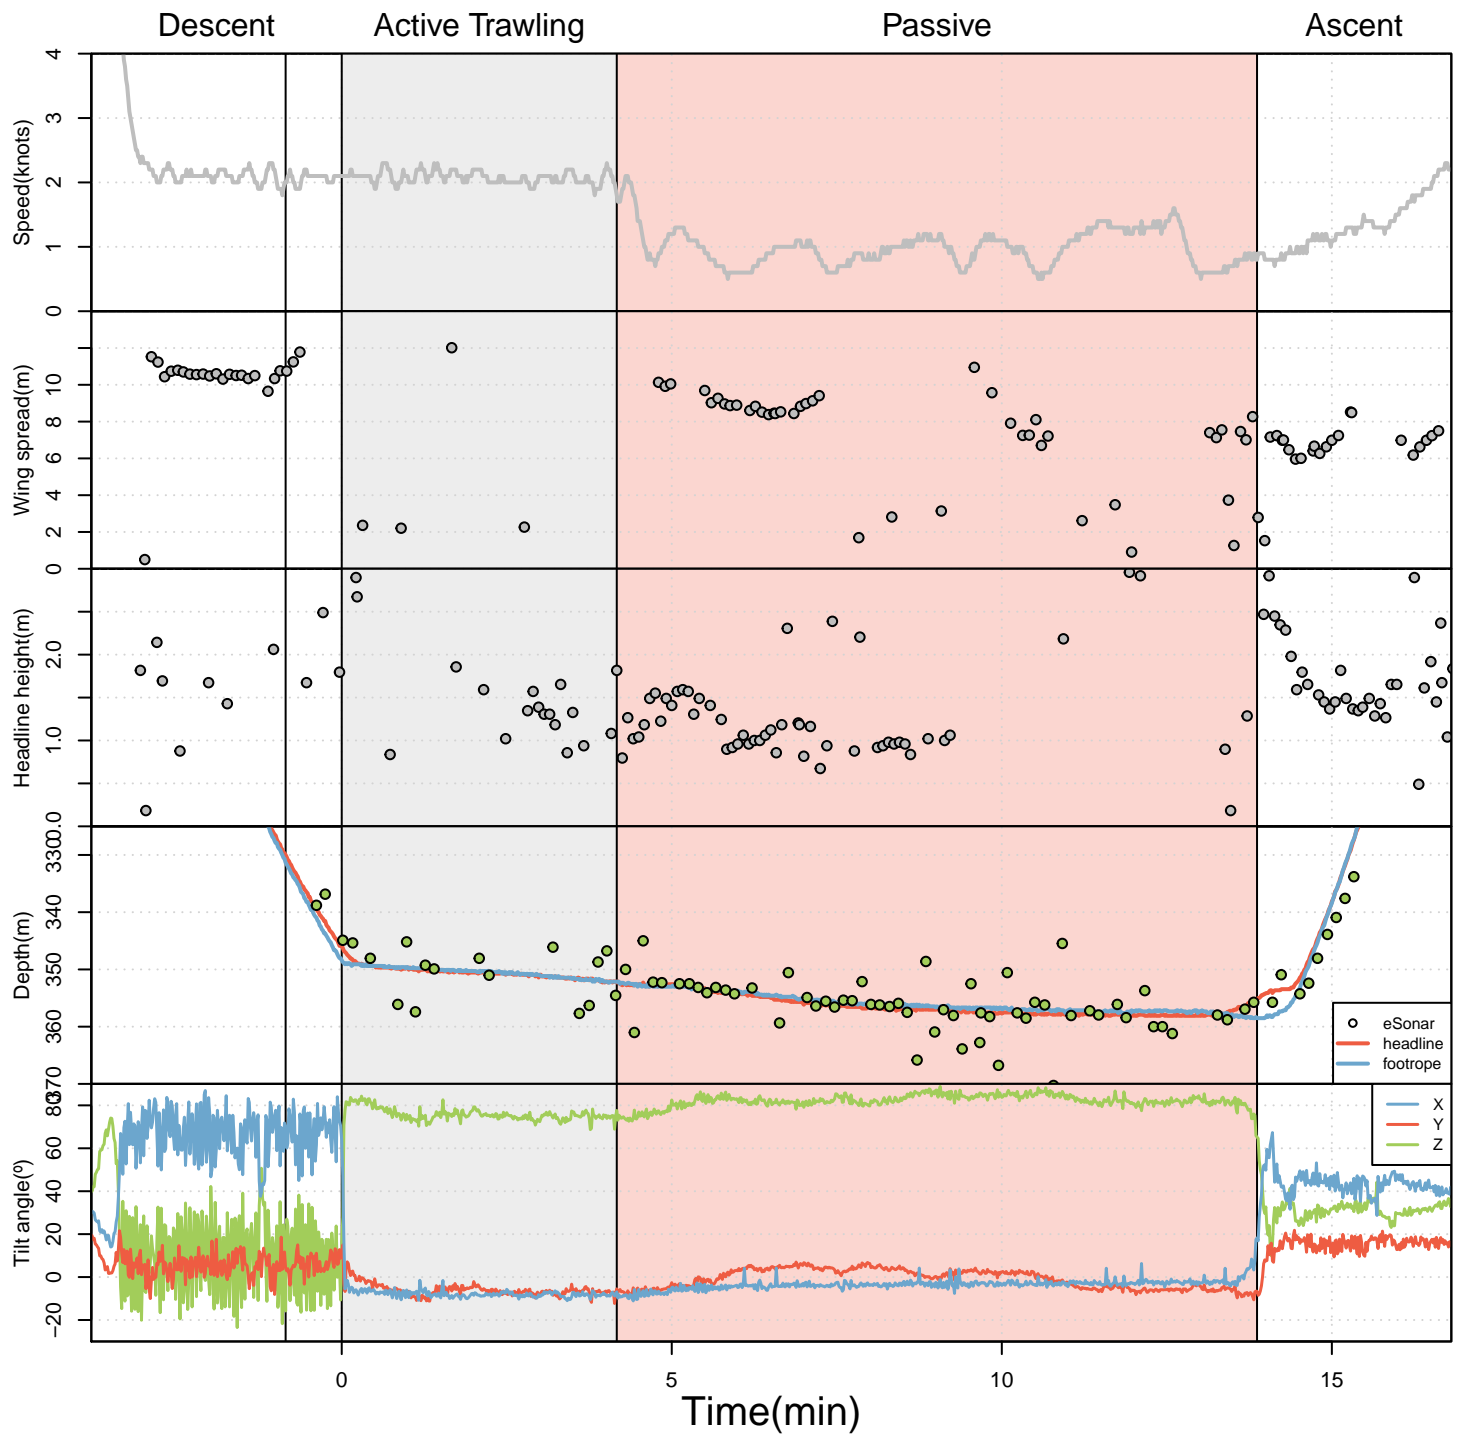 Descent Active Trawling Passive Ascent
Speed(knots)
4
3
2
1
0
Wing spread(m)
10
8
6
4
2
0
Headline height(m)
2.0
1.0
0.0
Depth(m)
330
340
350
360
370
eSonar
headline
footrope
Tilt angle(º)
80
60
40
20
0
−20
X
Y
Z
0 5 10 15
Time(min)